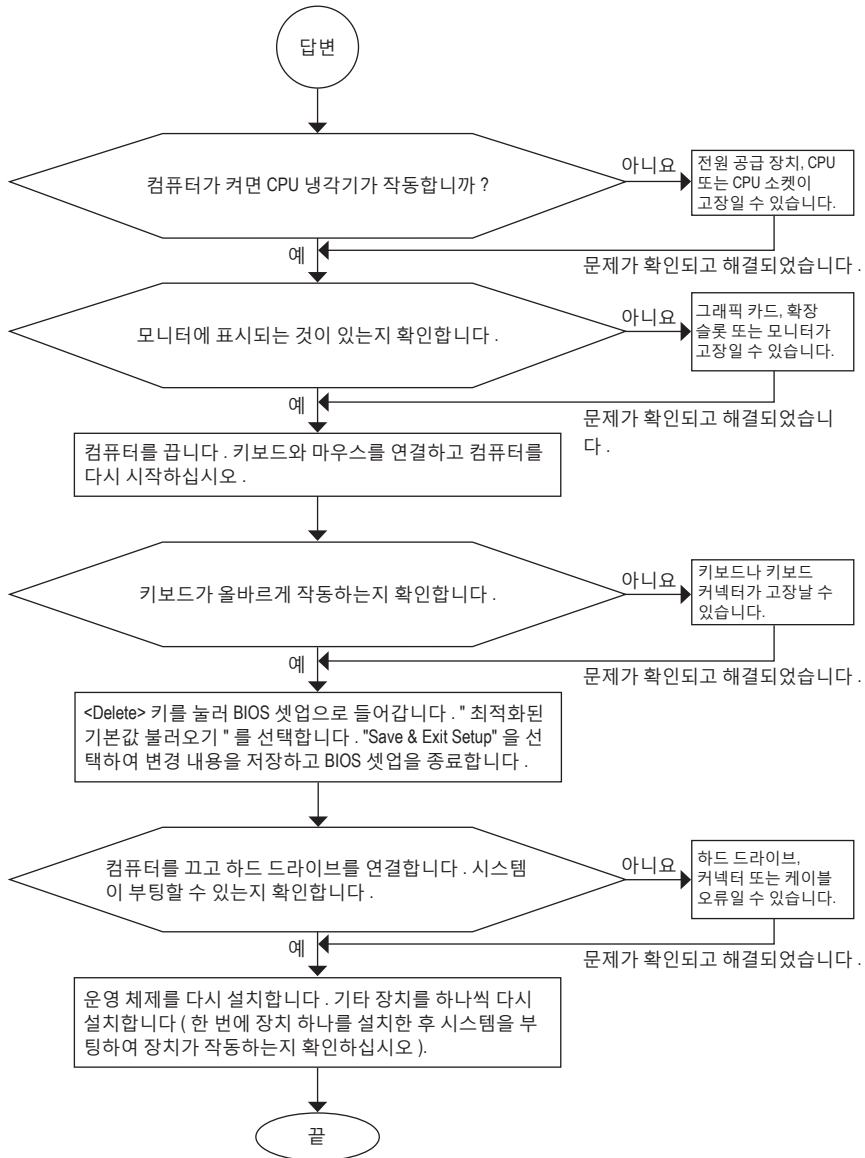 답변
컴퓨터가 켜면 CPU 냉각기가 작동합니까 ?
아니요
전원 공급 장치, CPU
또는 CPU 소켓이
고장일 수 있습니다.
예
문제가 확인되고 해결되었습니다 .
모니터에 표시되는 것이 있는지 확인합니다 .
아니요
그래픽 카드, 확장
슬롯 또는 모니터가
고장일 수 있습니다.
예
문제가 확인되고 해결되었습니
다 .
컴퓨터를 끕니다 . 키보드와 마우스를 연결하고 컴퓨터를
다시 시작하십시오 .
키보드가 올바르게 작동하는지 확인합니다 .
아니요
키보드나 키보드
커넥터가 고장날 수
있습니다.
예
문제가 확인되고 해결되었습니다 .
<Delete> 키를 눌러 BIOS 셋업으로 들어갑니다 . " 최적화된
기본값 불러오기 " 를 선택합니다 . "Save & Exit Setup" 을 선
택하여 변경 내용을 저장하고 BIOS 셋업을 종료합니다 .
컴퓨터를 끄고 하드 드라이브를 연결합니다 . 시스템
이 부팅할 수 있는지 확인합니다 .
아니요
하드 드라이브,
커넥터 또는 케이블
오류일 수 있습니다.
예
문제가 확인되고 해결되었습니다 .
운영 체제를 다시 설치합니다 . 기타 장치를 하나씩 다시
설치합니다 ( 한 번에 장치 하나를 설치한 후 시스템을 부
팅하여 장치가 작동하는지 확인하십시오 ).
끝